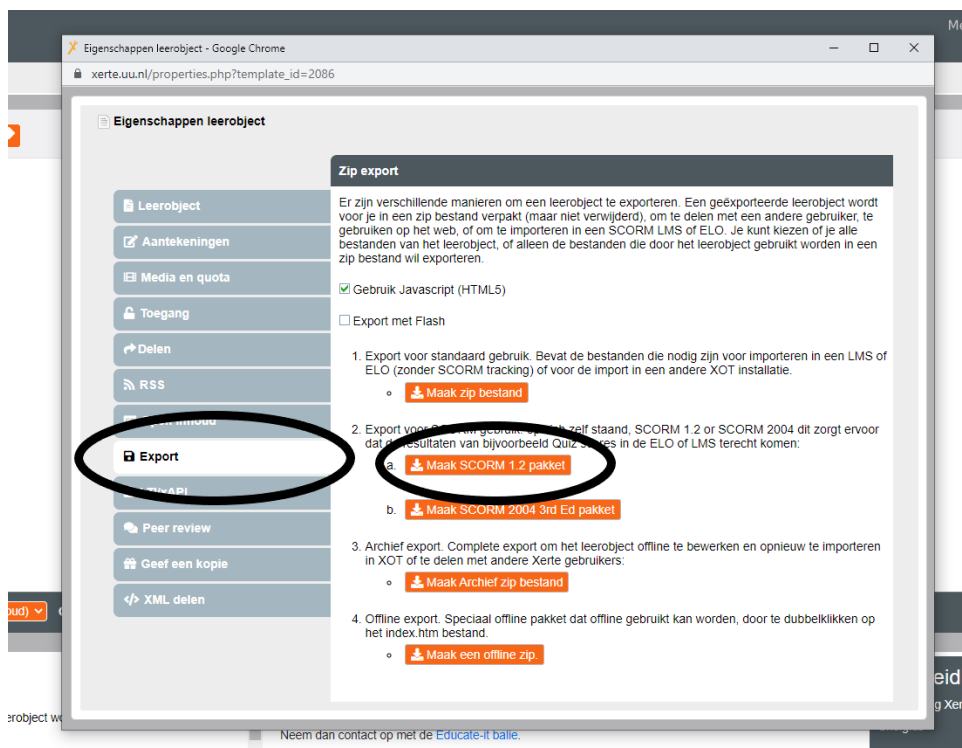 Me
Eigenschappen leerobject - Google Chrome
xerte.uu.nl/properties.php?template_id=2086
Eigenschappen leerobject
Zip export
Leerobject
Aantekeningen
Media en quota
Toegang
Delen
RSS
Export
Peer review
Geef een kopie
XML delen
Er zijn verschillende manieren om een leerobject te exporteren. Een geëxporteerde leerobject wordt
voor je in een zip bestand verpakt (maar niet verwijderd), om te delen met een andere gebruiker, te
gebruiken op het web, of om te importeren in een SCORM LMS of ELO. Je kunt kiezen of je alle
bestanden van het leerobject, of alleen de bestanden die door het leerobject gebruikt worden in een
zip bestand wil exporteren.
Gebruik Javascript (HTML5)
Export met Flash
1. Export voor standaard gebruik. Bevat de bestanden die nodig zijn voor importeren in een LMS of
ELO (zonder SCORM tracking) of voor de import in een andere XOT installatie.
Maak zip bestand
2. Export voor gebruik. zelf staand, SCORM 1.2 or SCORM 2004 dit zorgt ervoor
dat de resultaten van bijvoorbeeld Quiz scores in de ELO of LMS terecht komen:
a. Maak SCORM 1.2 pakket
b. Maak SCORM 2004 3rd Ed pakket
3. Archief export. Complete export om het leerobject offline te bewerken en opnieuw te importeren
in XOT of te delen met andere Xerte gebruikers:
Maak Archief zip bestand
4. Offline export. Speciaal offline pakket dat offline gebruikt kan worden, door te dubbelklikken op
het index.htm bestand.
Maak een offline zip.
oud)
eid
g Xer
erobject wo
Neem dan contact op met de Educate-it balie.